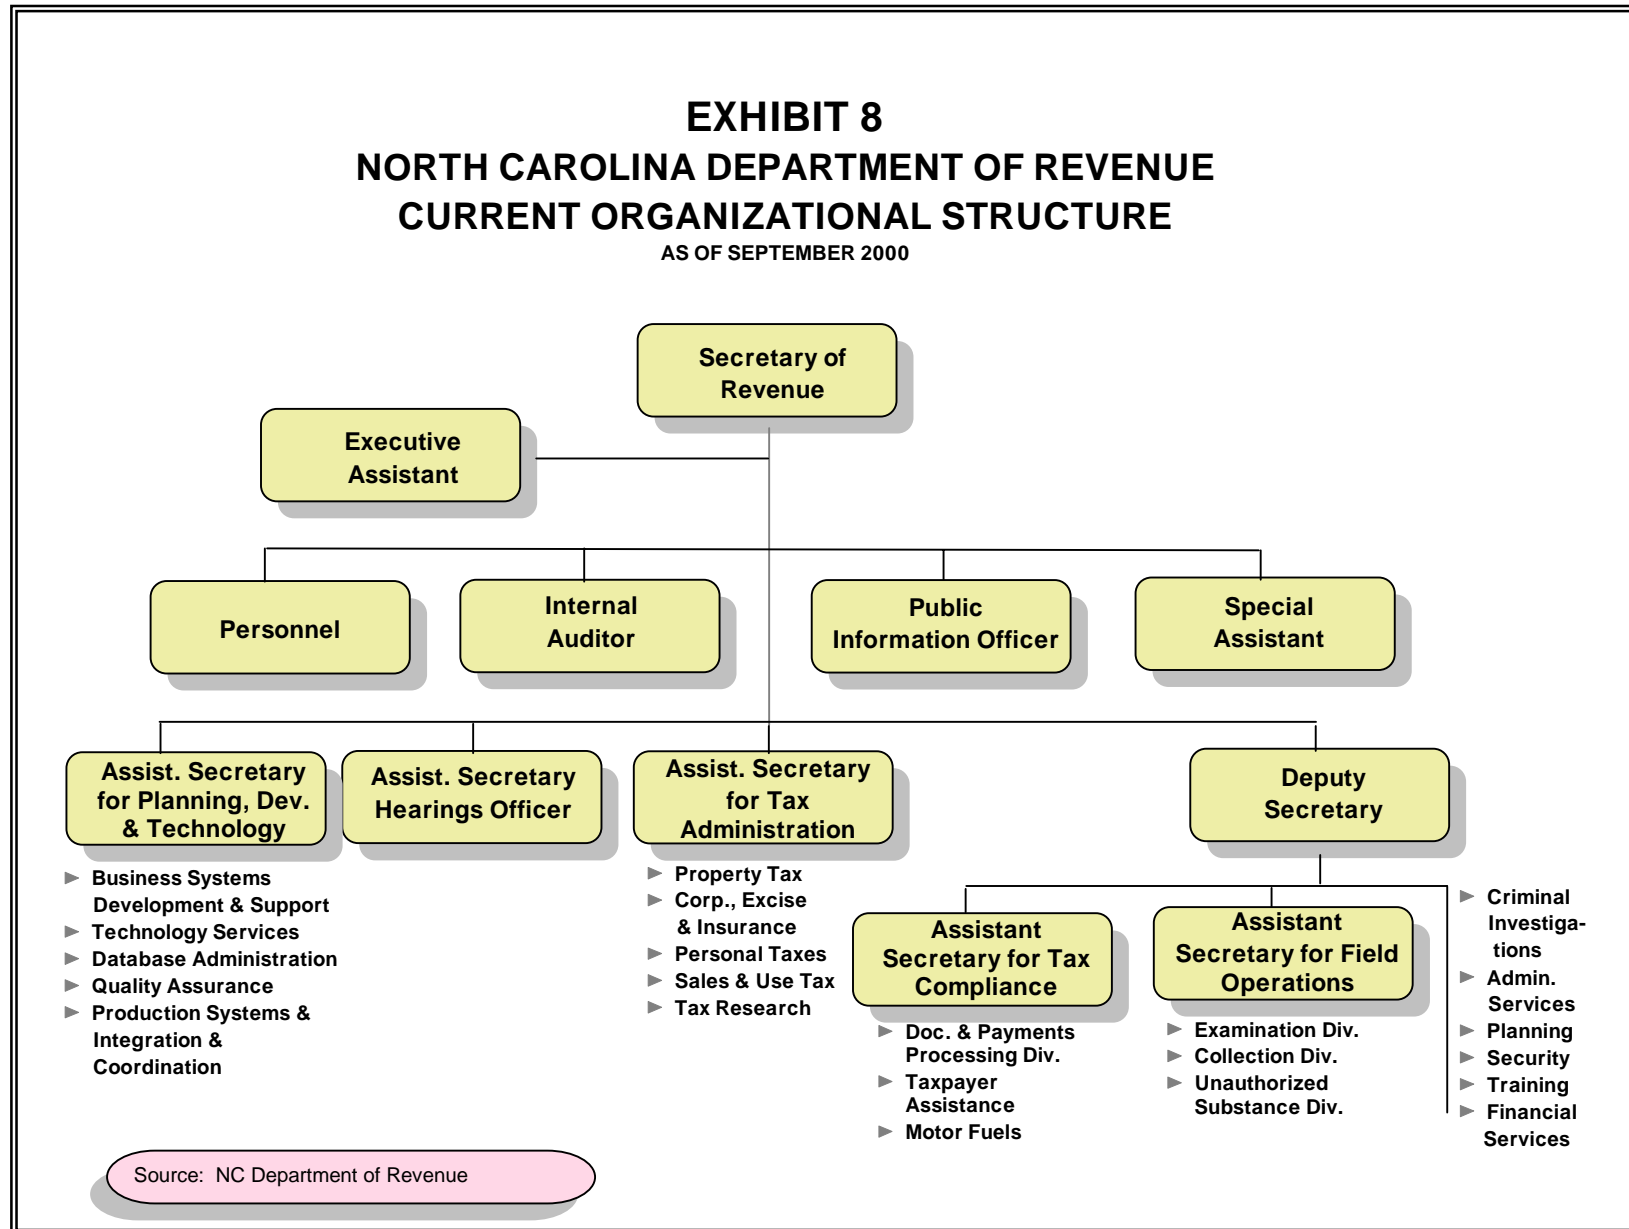 EXHIBIT 8
NORTH CAROLINA DEPARTMENT OF REVENUE
CURRENT ORGANIZATIONAL STRUCTURE
AS OF SEPTEMBER 2000
Secretary of
Revenue
Executive
Assistant
Personnel
Internal
Auditor
Public
Information Officer
Special
Assistant
Assist. Secretary
for Planning, Dev.
& Technology
Assist. Secretary
Hearings Officer
Assist. Secretary
for Tax
Administration
Deputy
Secretary
Business Systems
Development & Support
Technology Services
Database Administration
Quality Assurance
Production Systems &
Integration &
Coordination
Property Tax
Corp., Excise
& Insurance
Personal Taxes
Sales & Use Tax
Tax Research
Assistant
Secretary for Tax
Compliance
Doc. & Payments
Processing Div.
Taxpayer
Assistance
Motor Fuels
Assistant
Secretary for Field
Operations
Examination Div.
Collection Div.
Unauthorized
Substance Div.
Criminal
Investiga-
tions
Admin.
Services
Planning
Security
Training
Financial
Services
Source: NC Department of Revenue